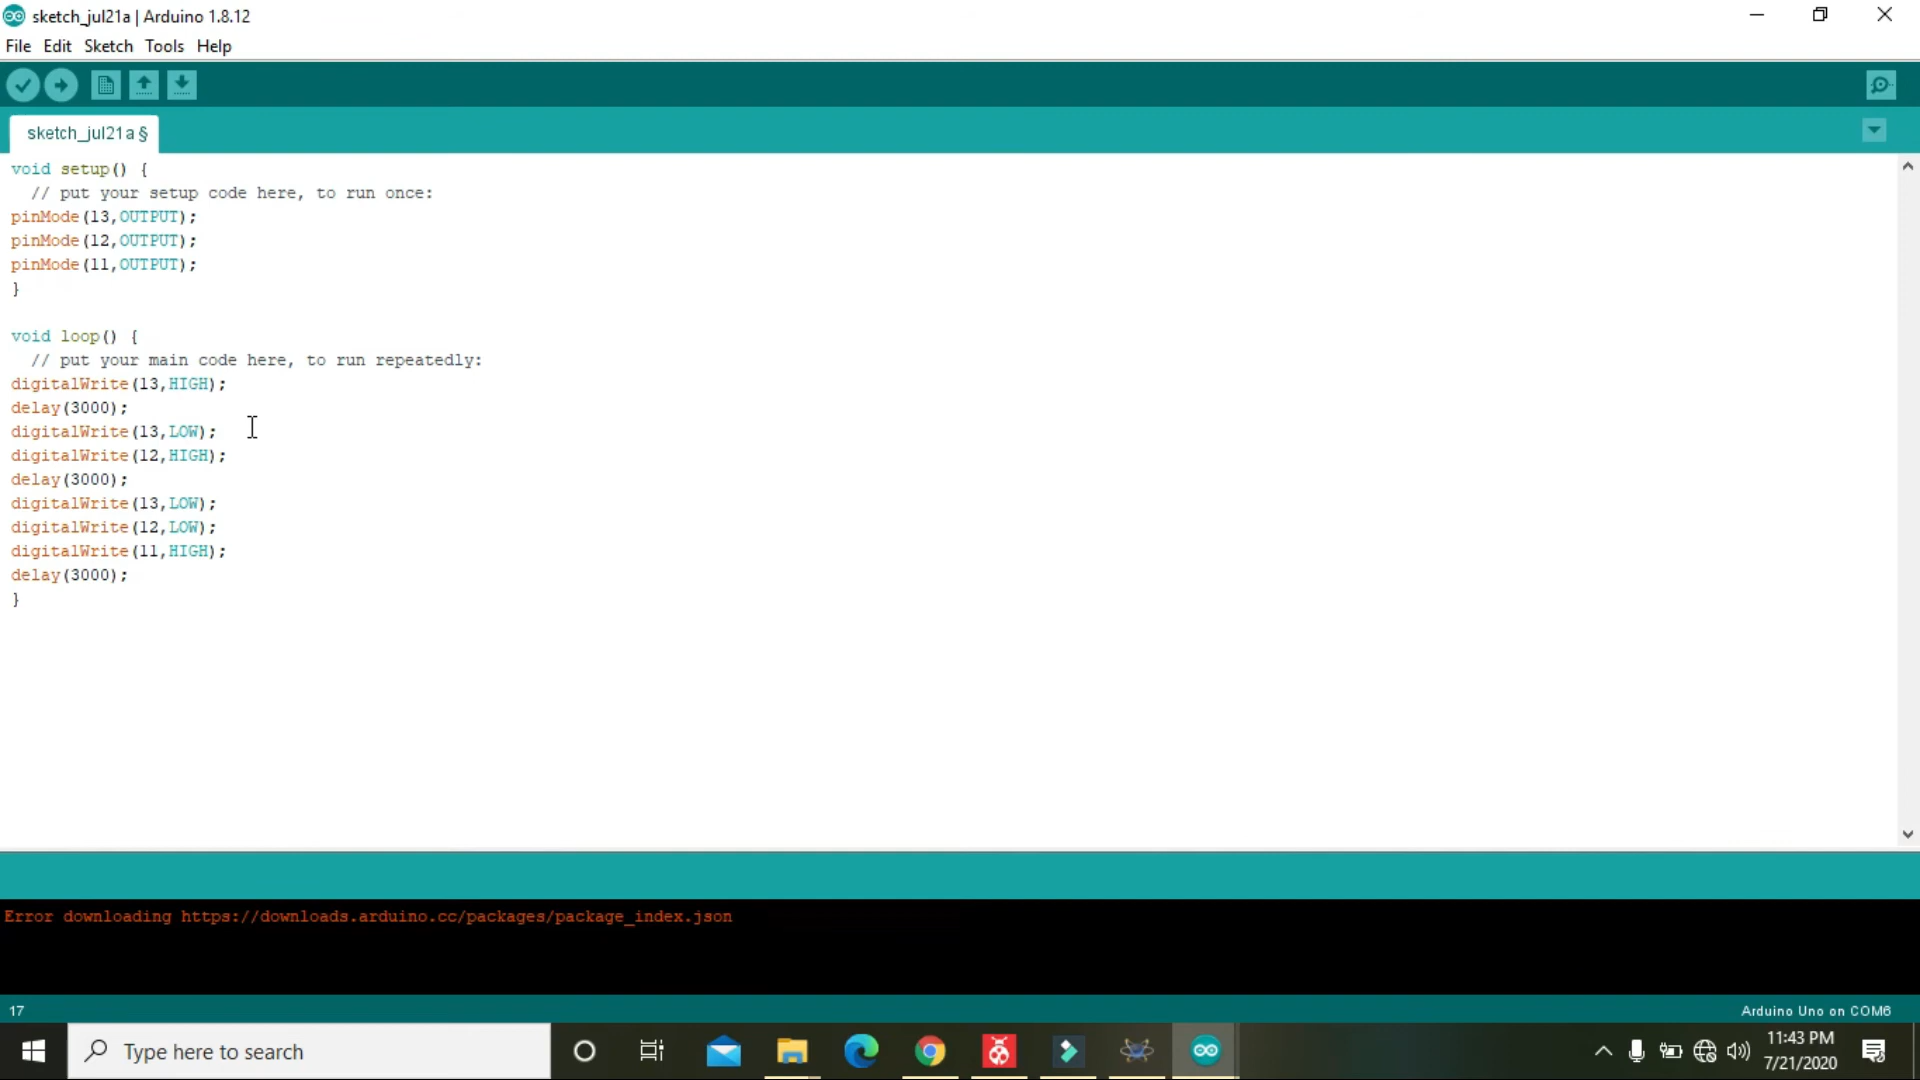 sketch_jul21a | Arduino 1.8.12
File Edit Sketch Tools Help
sketch_jul21a §
void setup() {
  // put your setup code here, to run once:
pinMode(13,OUTPUT);
pinMode(12,OUTPUT);
pinMode(11,OUTPUT);
}
void loop() {
  // put your main code here, to run repeatedly:
digitalWrite(13,HIGH);
delay(3000);
digitalWrite(13,LOW);
digitalWrite(12,HIGH);
delay(3000);
digitalWrite(13,LOW);
digitalWrite(12,LOW);
digitalWrite(11,HIGH);
delay(3000);
}
Error downloading https://downloads.arduino.cc/packages/package_index.json
17
Arduino Uno on COM6
Type here to search
11:43 PM
7/21/2020